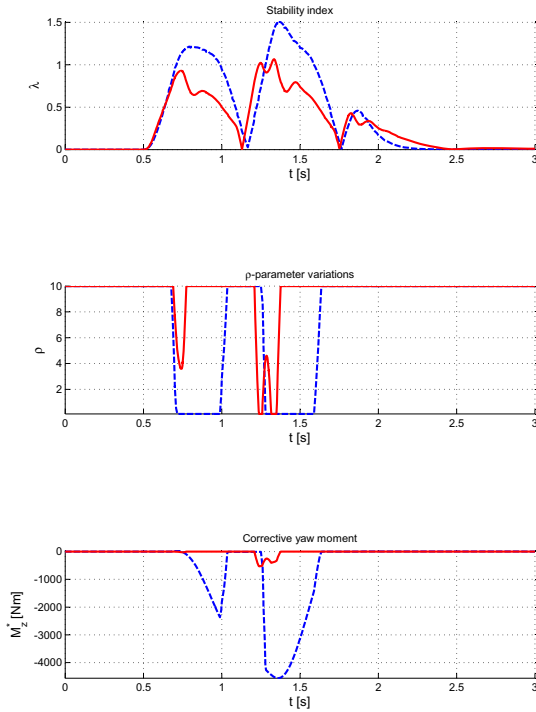 Stability index
1.5
1
0.5
0
λ
0 0.5 1 1.5 2 2.5 3
t [s]
ρ-parameter variations
10
8
6
4
2
ρ
0 0.5 1 1.5 2 2.5 3
t [s]
Corrective yaw moment
0
-1000
-2000
-3000
-4000
M*z [Nm]
0 0.5 1 1.5 2 2.5 3
t [s]